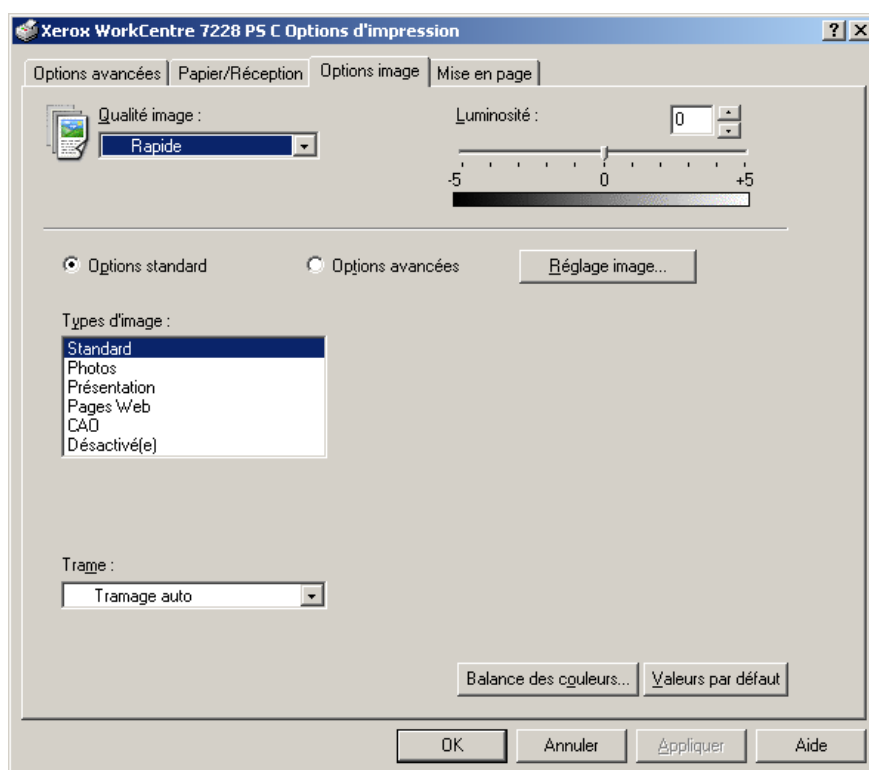 Xerox WorkCentre 7228 PS C Options d'impression
Options avancées Papier/Réception Options image Mise en page
Qualité image :
Rapide
Luminosité :
0
-5 0 +5
Options standard Options avancées Réglage image...
Types d'image :
Standard
Photos
Présentation
Pages Web
CAO
Désactivé(e)
Trame :
Tramage auto
Balance des couleurs... Valeurs par défaut
OK Annuler Appliquer Aide